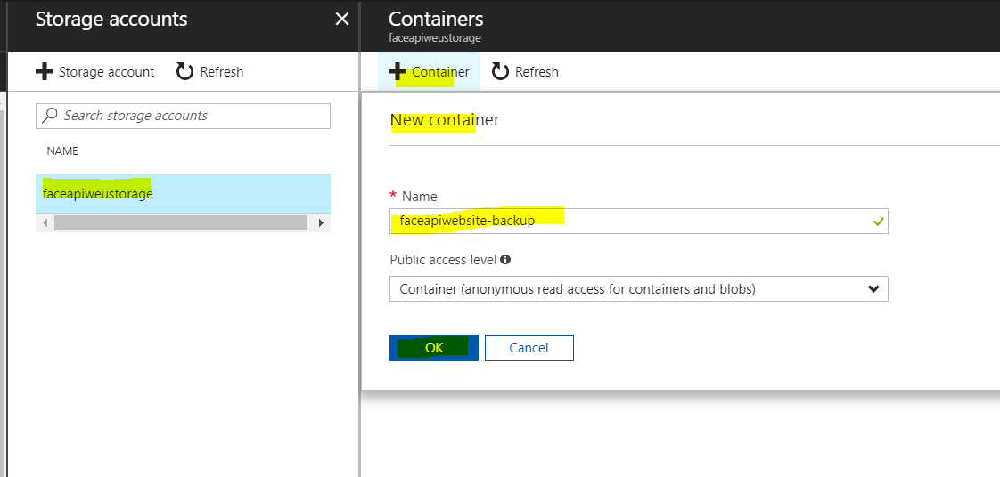 Storage accounts
Storage account
Refresh
Search storage accounts
NAME
faceapiweustorage
Containers
faceapiweustorage
Container
Refresh
New container
* Name
faceapiwebsite-backup
Public access level
Container (anonymous read access for containers and blobs)
OK
Cancel